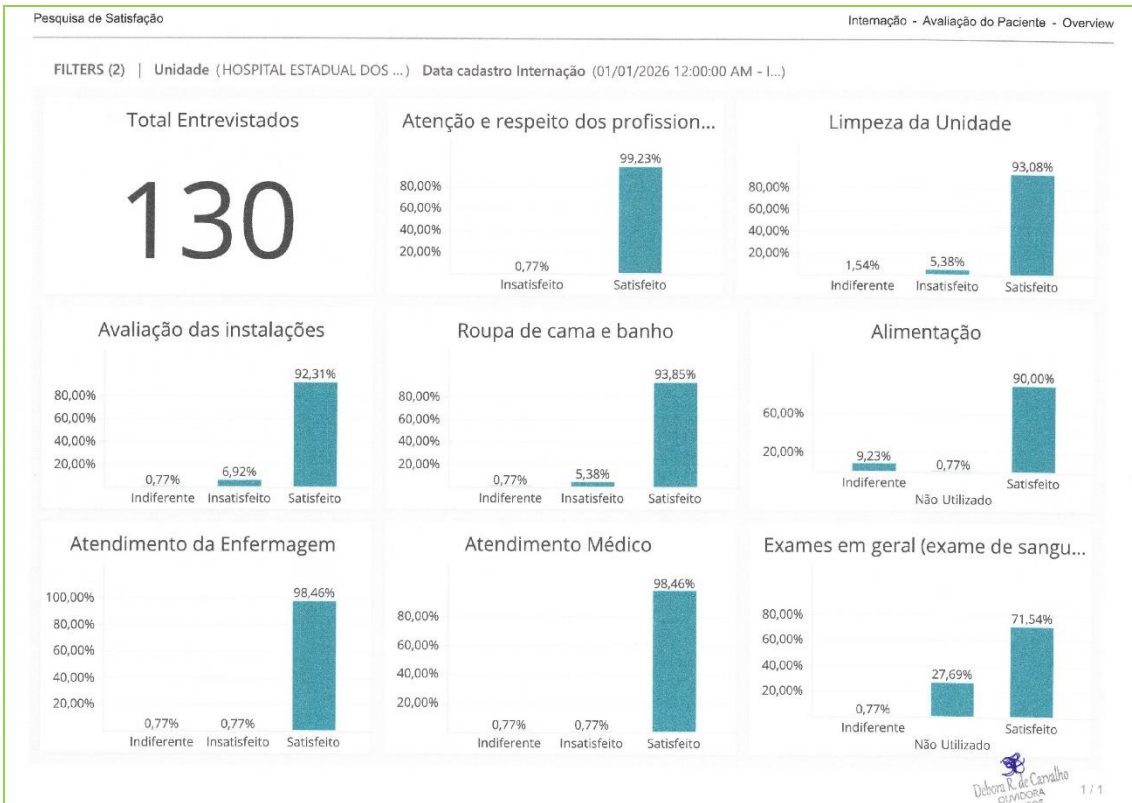 Pesquisa de Satisfação
Internação - Avaliação do Paciente - Overview
FILTERS (2) | Unidade (HOSPITAL ESTADUAL DOS ...) Data cadastro Internação (01/01/2026 12:00:00 AM - I...)
Total Entrevistados
130
Atenção e respeito dos profission...
99,23%
80,00%
60,00%
40,00%
20,00%
0,77%
Insatisfeito Satisfeito
Limpeza da Unidade
93,08%
80,00%
60,00%
40,00%
20,00%
1,54% 5,38%
Indiferente Insatisfeito Satisfeito
Avaliação das instalações
92,31%
80,00%
60,00%
40,00%
20,00%
0,77% 6,92%
Indiferente Insatisfeito Satisfeito
Roupa de cama e banho
93,85%
80,00%
60,00%
40,00%
20,00%
0,77% 5,38%
Indiferente Insatisfeito Satisfeito
Alimentação
90,00%
60,00%
20,00%
9,23% 0,77%
Indiferente Satisfeito
Não Utilizado
Atendimento da Enfermagem
98,46%
100,00%
80,00%
60,00%
40,00%
20,00%
0,77% 0,77%
Indiferente Insatisfeito Satisfeito
Atendimento Médico
98,46%
80,00%
60,00%
40,00%
20,00%
0,77% 0,77%
Indiferente Insatisfeito Satisfeito
Exames em geral (exame de sangu...
71,54%
80,00%
60,00%
40,00%
27,69%
20,00%
0,77%
Indiferente Satisfeito
Não Utilizado
Debora R. de Carvalho
OUVIDORA
1 / 1